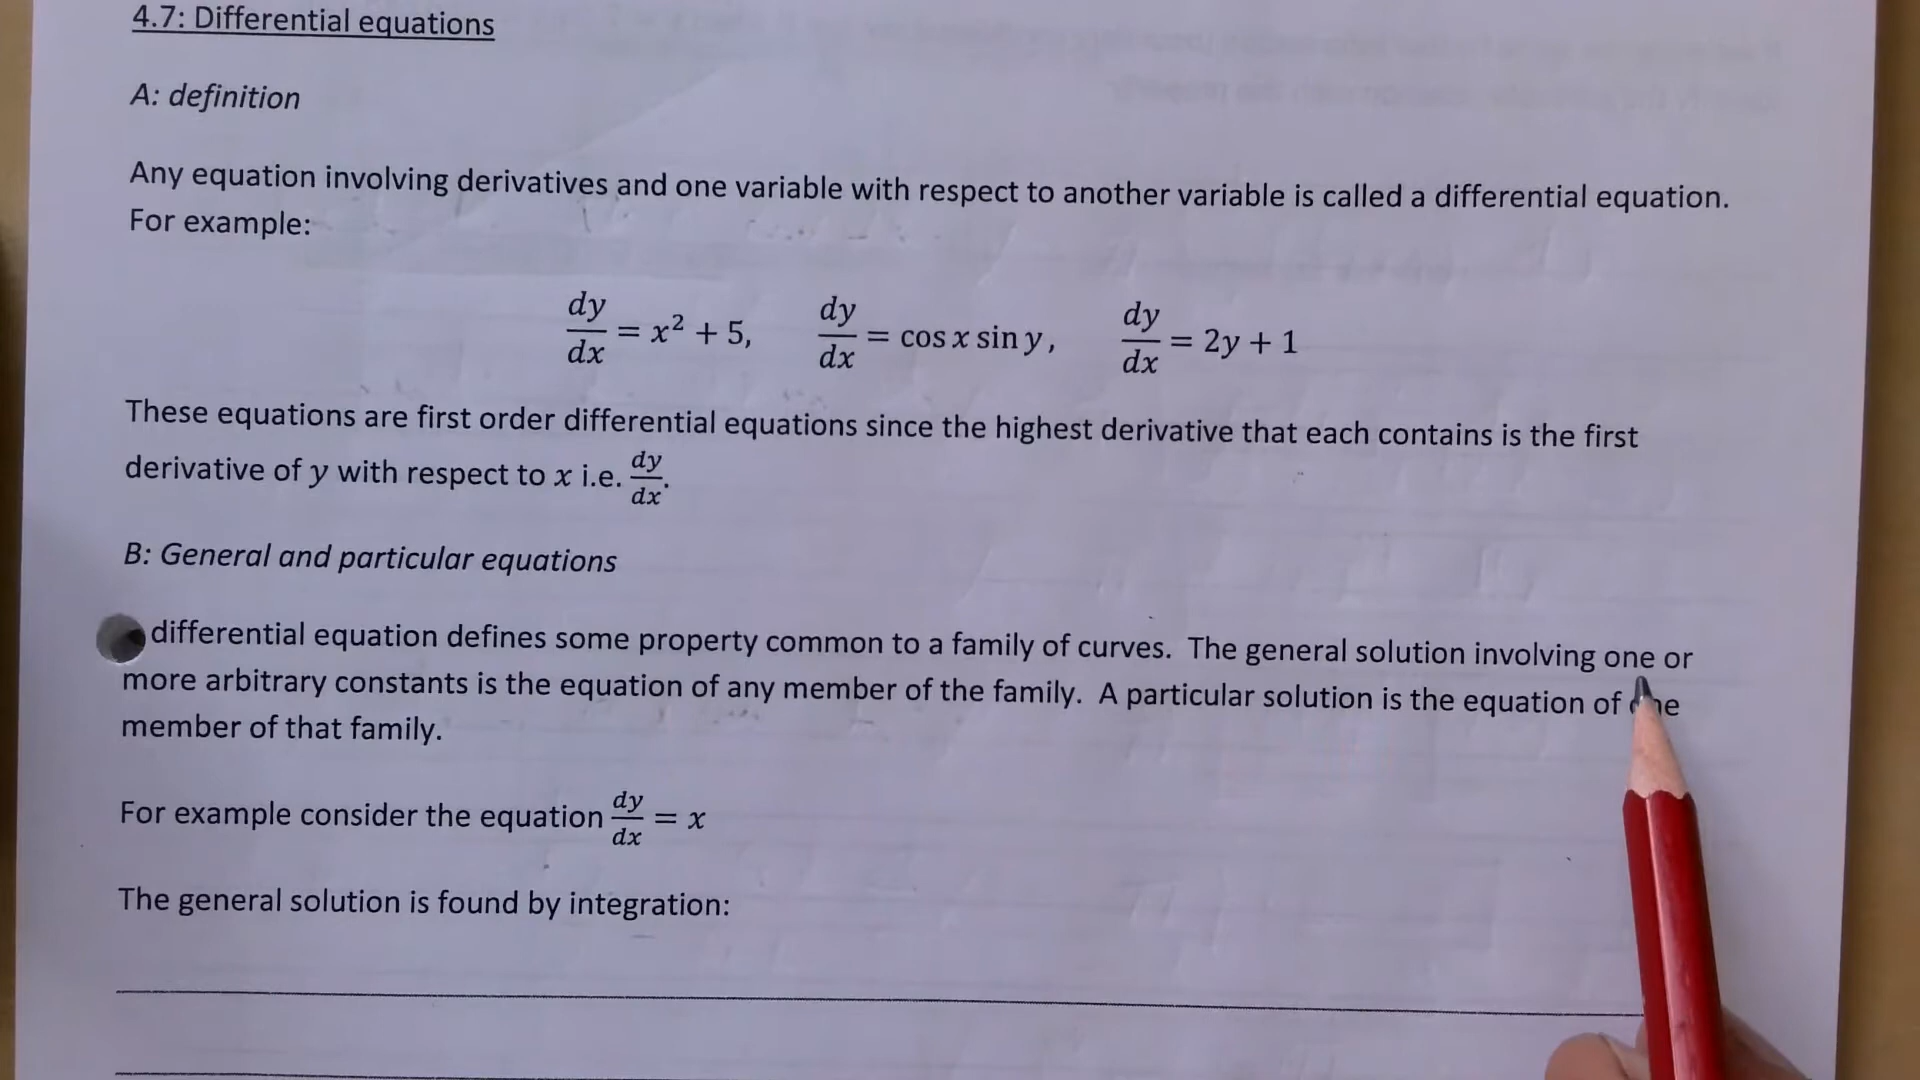 4.7: Differential equations
A: definition
Any equation involving derivatives and one variable with respect to another variable is called a differential equation.
For example:
dy/dx = x² + 5, dy/dx = cos x sin y, dy/dx = 2y + 1
These equations are first order differential equations since the highest derivative that each contains is the first
derivative of y with respect to x i.e. dy/dx.
B: General and particular equations
differential equation defines some property common to a family of curves. The general solution involving one or
more arbitrary constants is the equation of any member of the family. A particular solution is the equation of
member of that family.
For example consider the equation dy/dx = x
The general solution is found by integration: